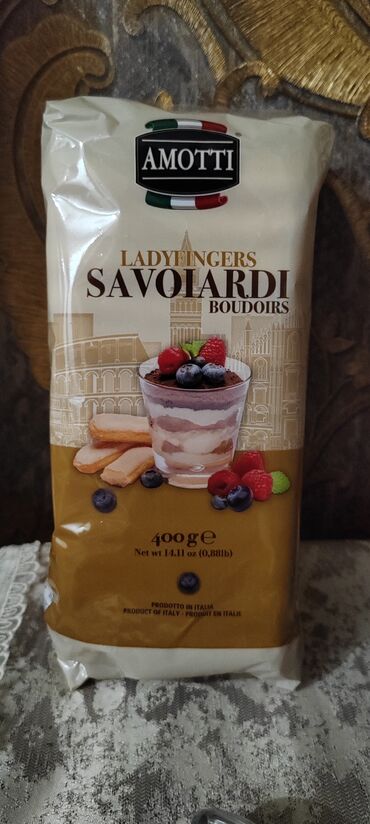 AMOTTI
LADYFINGERS
SAVOIARDI
BOUDOIRS
400 g ℮
Net wt 14.11 oz (0,88lb)
PRODOTTO IN ITALIA
PRODUCT OF ITALY - PRODUIT EN ITALIE